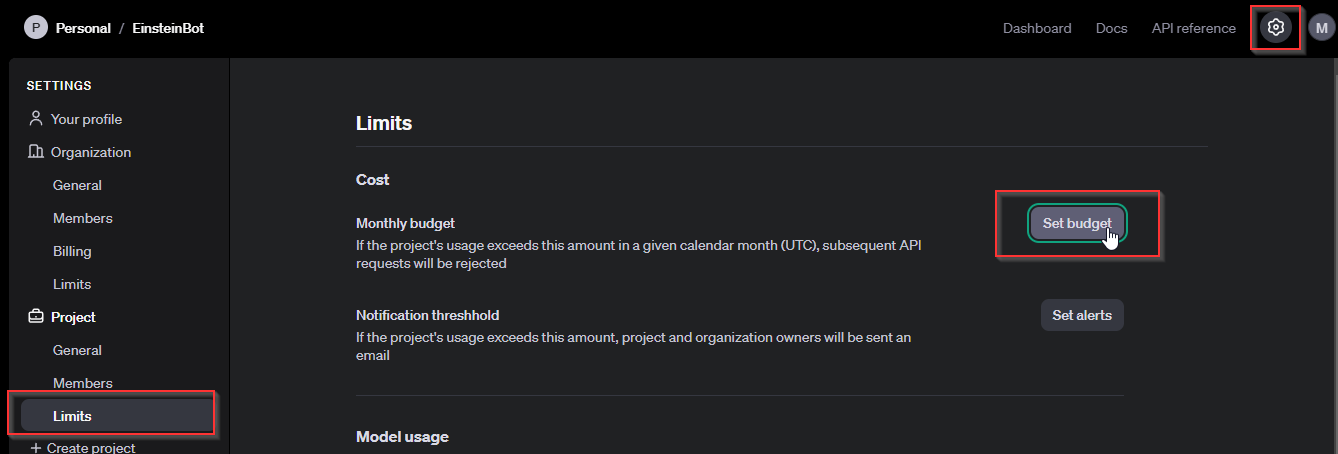 P Personal / EinsteinBot Dashboard Docs API reference M
SETTINGS
Your profile
Organization
General
Members
Billing
Limits
Project
General
Members
Limits
+ Create project
Limits
Cost
Monthly budget
If the project's usage exceeds this amount in a given calendar month (UTC), subsequent API
requests will be rejected
Set budget
Notification threshhold
If the project's usage exceeds this amount, project and organization owners will be sent an
email
Set alerts
Model usage